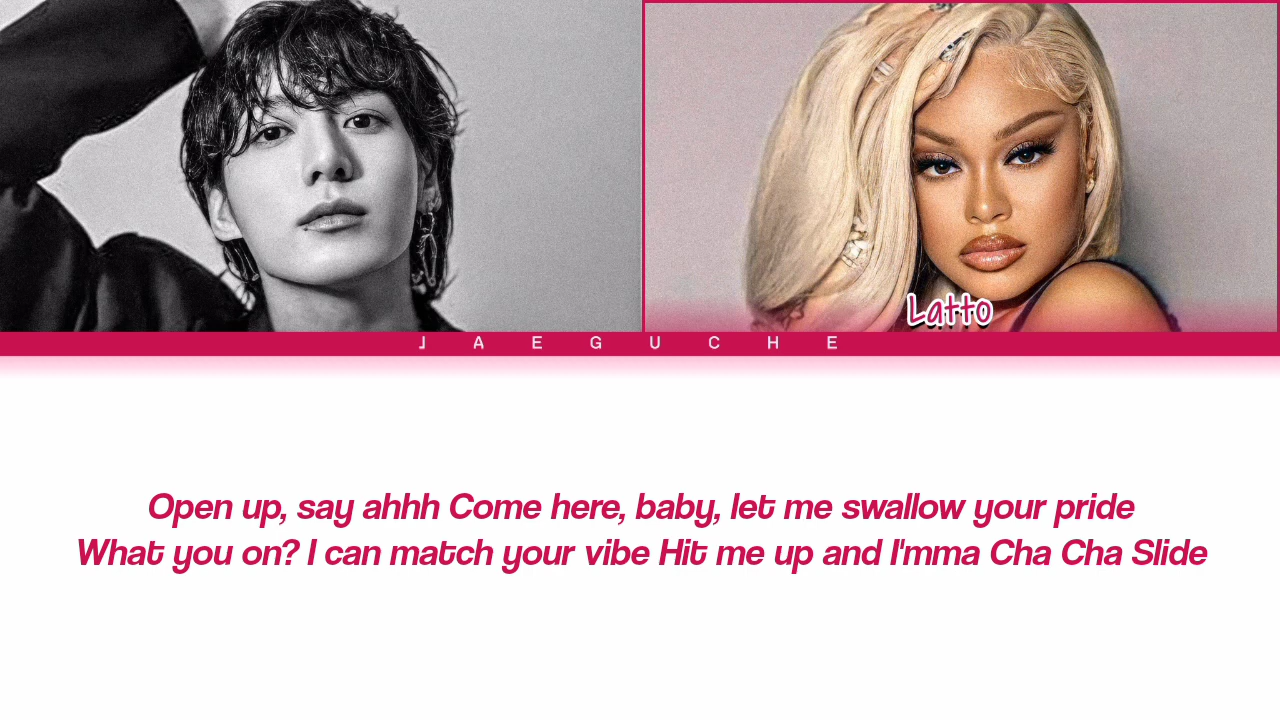 Latto
JAEGUCHE
Open up, say ahhh Come here, baby, let me swallow your pride
What you on? I can match your vibe Hit me up and I'mma Cha Cha Slide